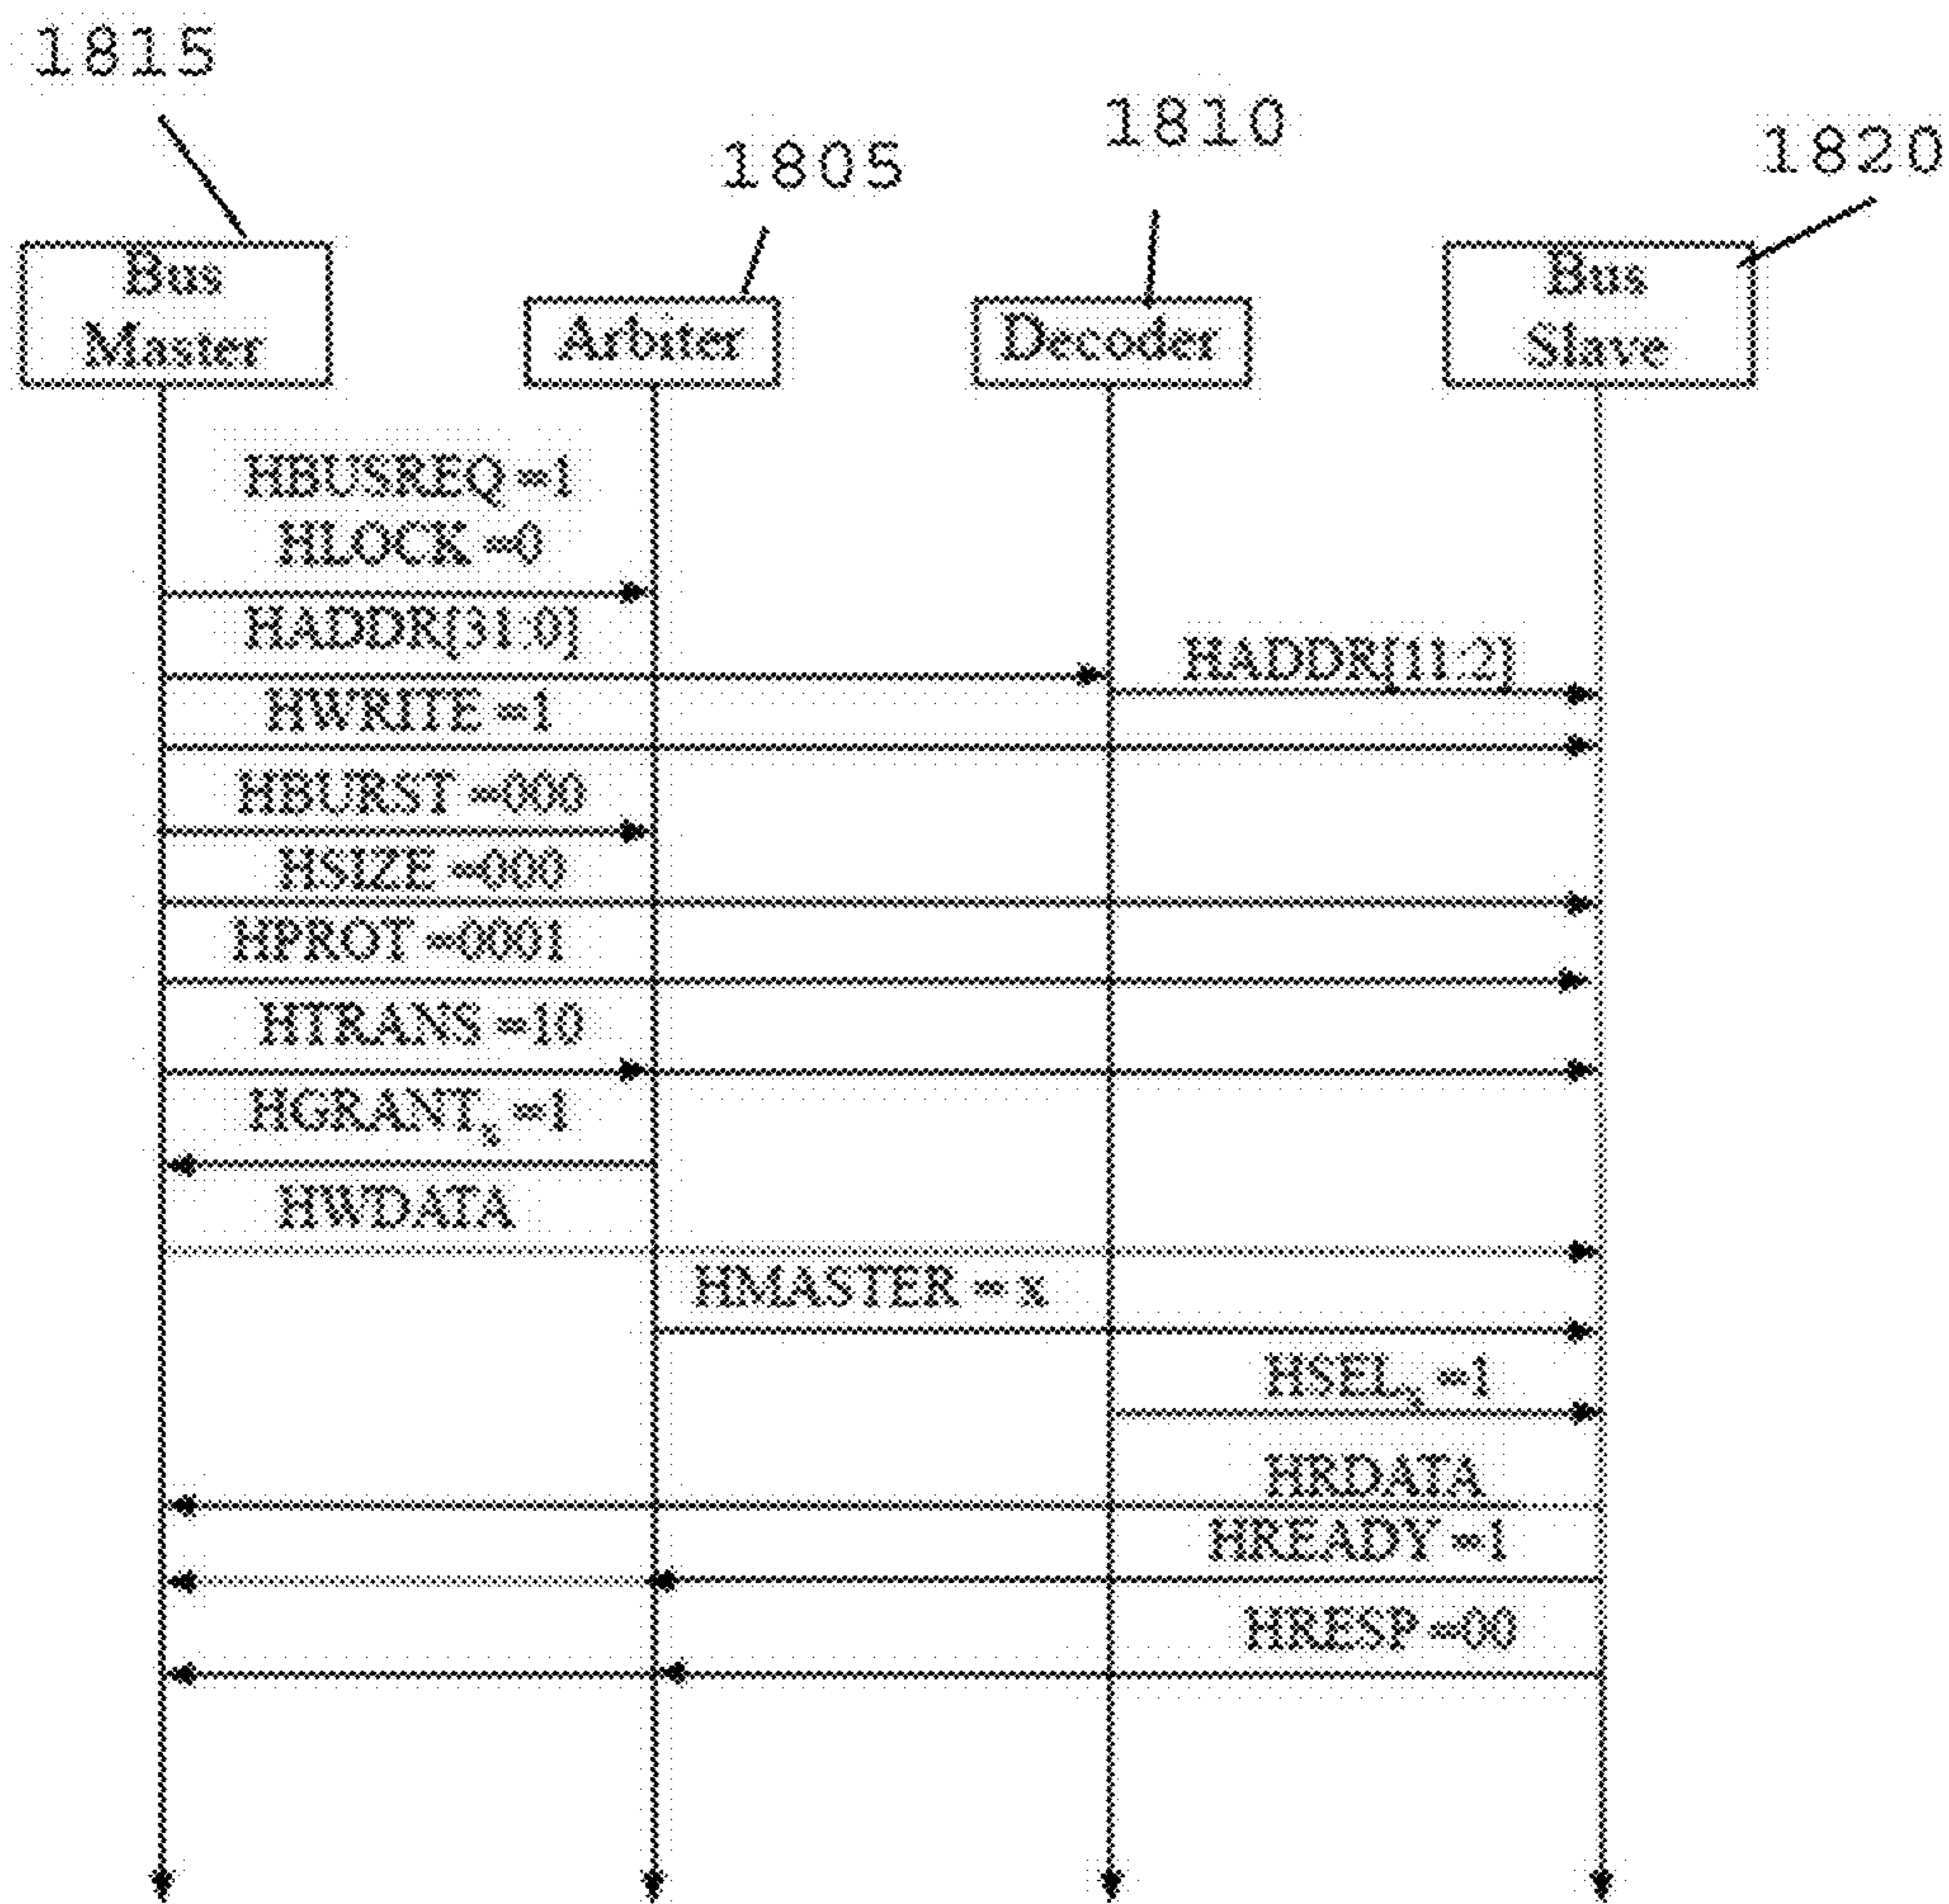 1815
1805
1810
1820
Bus
Master
Arbiter
Decoder
Bus
Slave
HBUSREQ =1
HLOCK =0
HADDR[31:0]
HADDR[11:2]
HWRITE =1
HBURST =000
HSIZE =000
HPROT =0001
HTRANS =10
HGRANT =1
HWDATA
HMASTER = x
HSEL =1
HRDATA
HREADY =1
HRESP =00